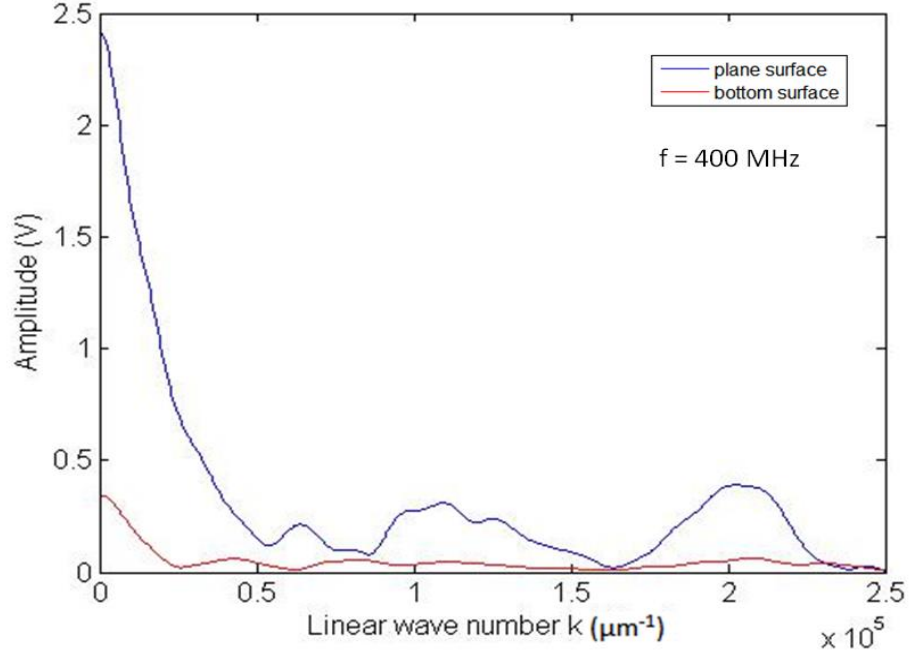 2.5
2
1.5
1
0.5
0
Amplitude (V)
plane surface
bottom surface
f = 400 MHz
0 0.5 1 1.5 2 2.5
Linear wave number k (μm⁻¹)
x 10⁵